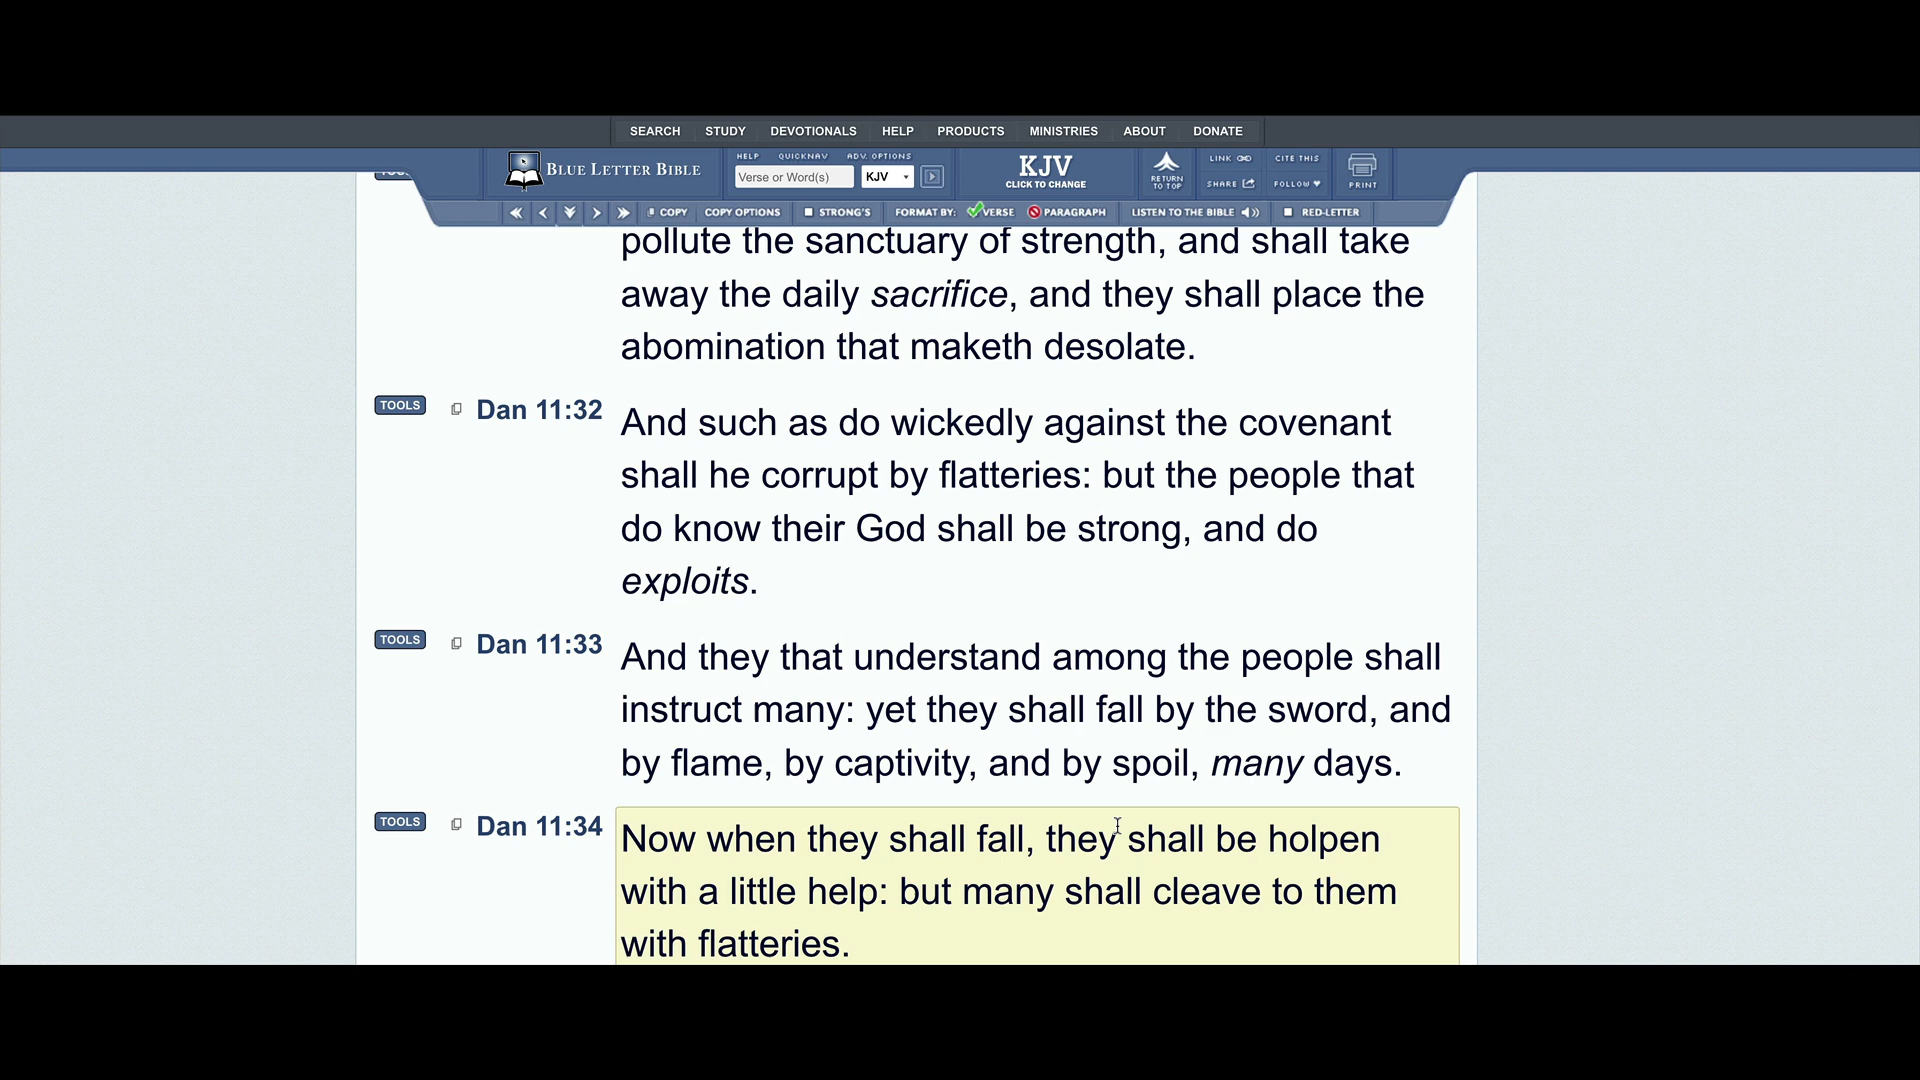 SEARCH STUDY DEVOTIONALS HELP PRODUCTS MINISTRIES ABOUT DONATE
HELP QUICKNAV ADV. OPTIONS
BLUE LETTER BIBLE
Verse or Word(s) KJV
KJV
CLICK TO CHANGE
RETURN
TO TOP
LINK CITE THIS
SHARE FOLLOW
PRINT
COPY COPY OPTIONS STRONG'S FORMAT BY: VERSE PARAGRAPH LISTEN TO THE BIBLE RED-LETTER
pollute the sanctuary of strength, and shall take
away the daily sacrifice, and they shall place the
abomination that maketh desolate.
TOOLS Dan 11:32 And such as do wickedly against the covenant
shall he corrupt by flatteries: but the people that
do know their God shall be strong, and do
exploits.
TOOLS Dan 11:33 And they that understand among the people shall
instruct many: yet they shall fall by the sword, and
by flame, by captivity, and by spoil, many days.
TOOLS Dan 11:34 Now when they shall fall, they shall be holpen
with a little help: but many shall cleave to them
with flatteries.